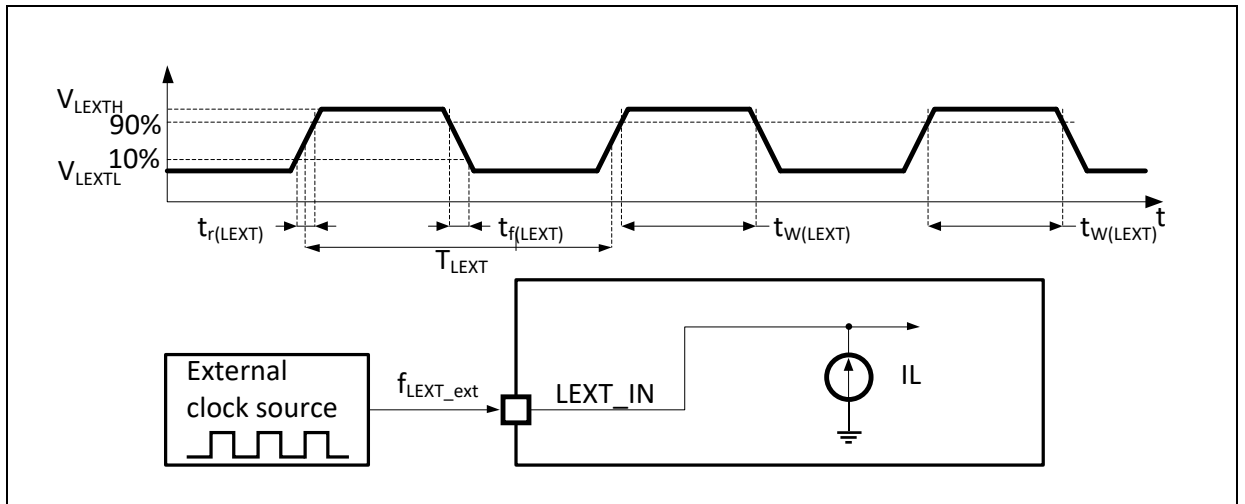 V_LEXTH
90%
10%
V_LEXTL
t
t_r(LEXT)
t_f(LEXT)
t_W(LEXT)
t_W(LEXT)
T_LEXT
External
clock source
f_LEXT_ext
LEXT_IN
IL